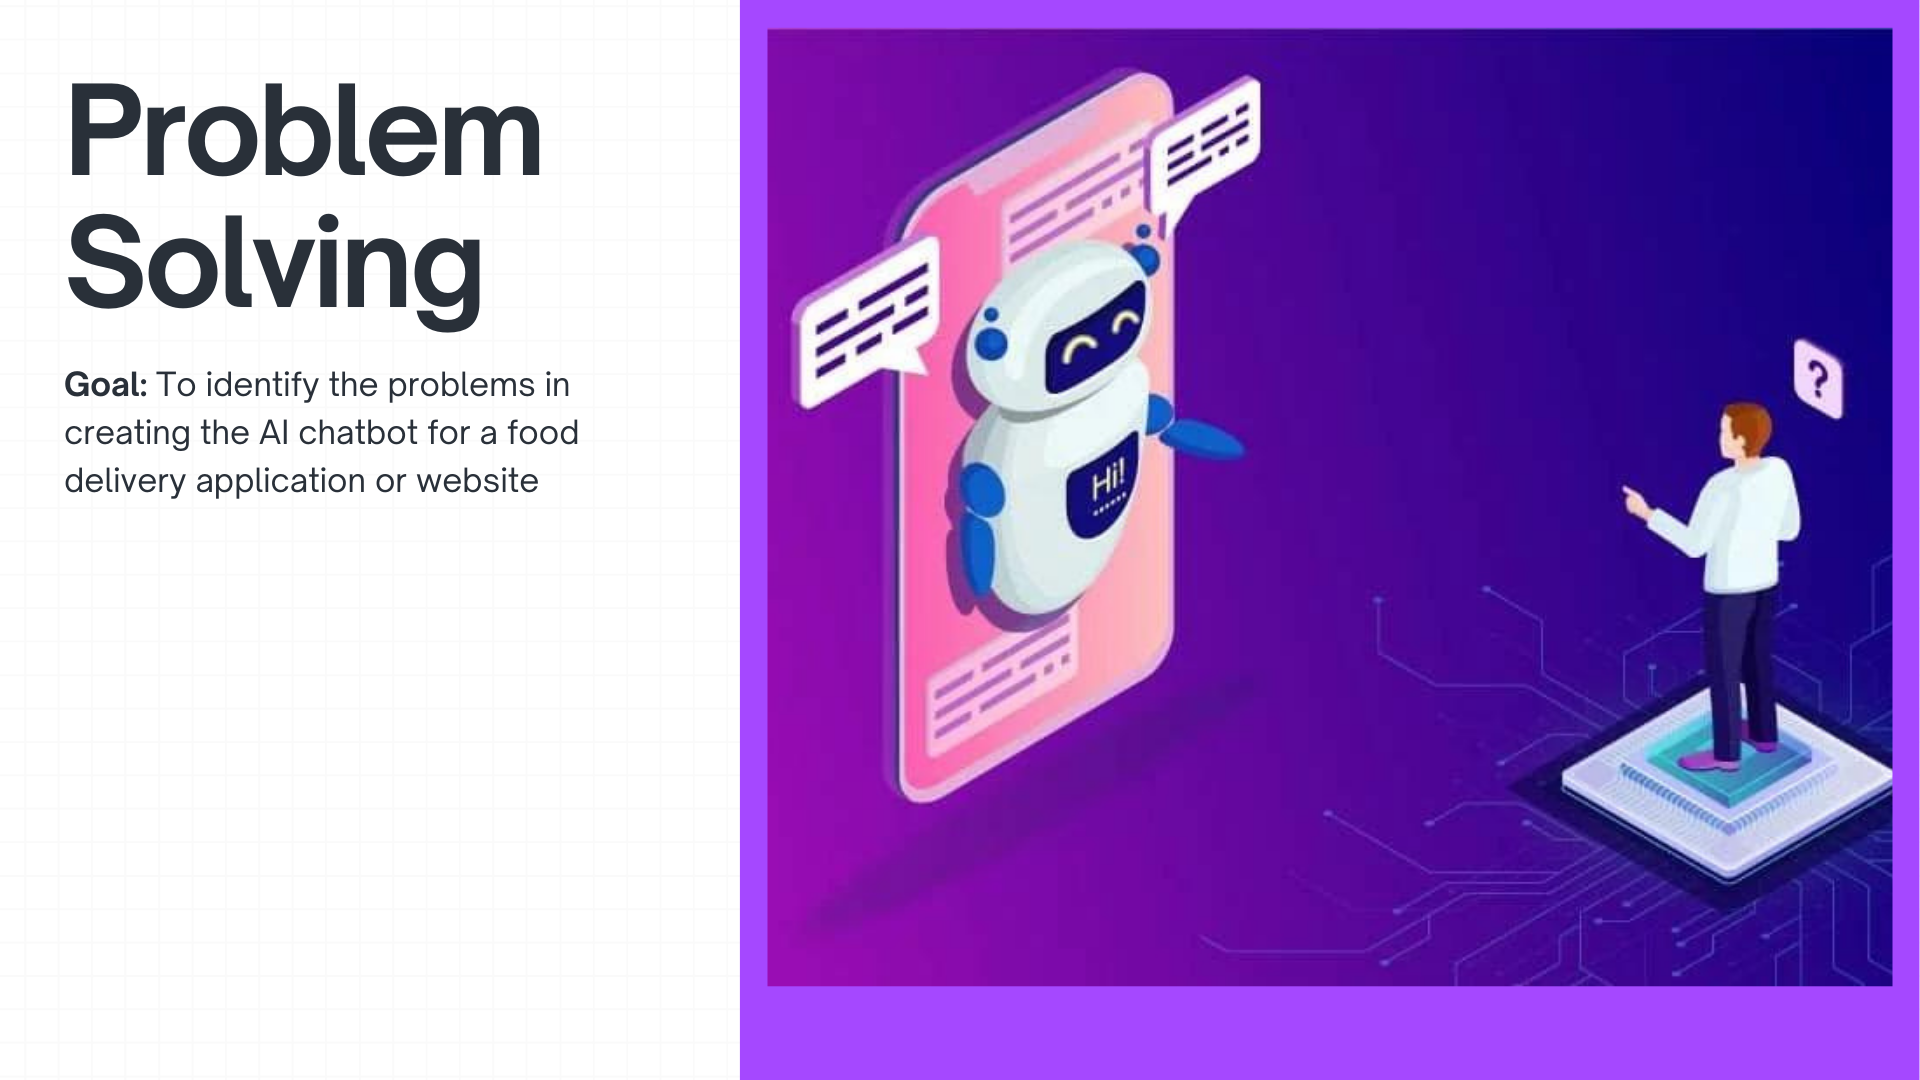 Problem
Solving
Goal: To identify the problems in
creating the AI chatbot for a food
delivery application or website
Hi!
?